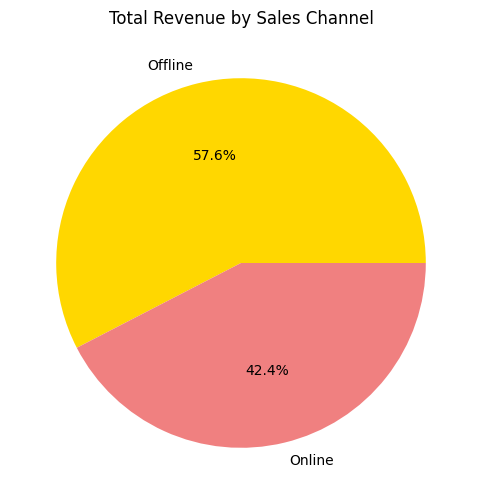 Total Revenue by Sales Channel
Offline
57.6%
42.4%
Online